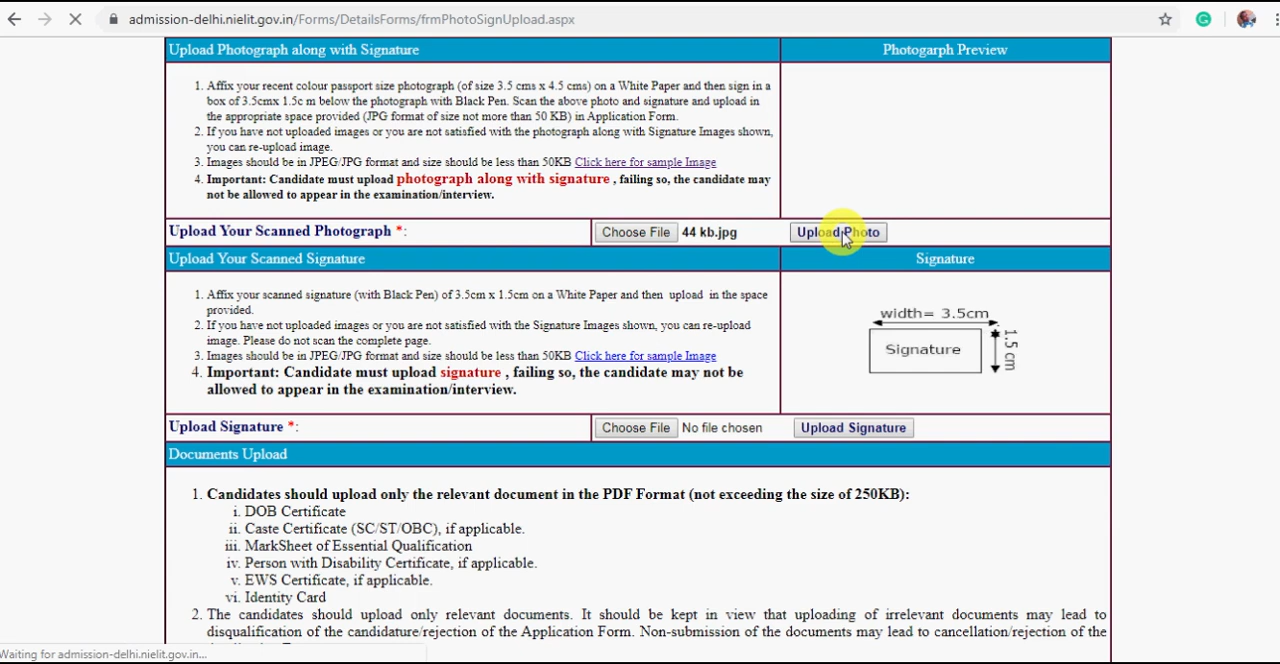 admission-delhi.nielit.gov.in/Forms/DetailsForms/frmPhotoSignUpload.aspx
Upload Photograph along with Signature
Photogarph Preview
1. Affix your recent colour passport size photograph (of size 3.5 cms x 4.5 cms) on a White Paper and then sign in a
box of 3.5cmx 1.5c m below the photograph with Black Pen. Scan the above photo and signature and upload in
the appropriate space provided (JPG format of size not more than 50 KB) in Application Form.
2. If you have not uploaded images or you are not satisfied with the photograph along with Signature Images shown,
you can re-upload image.
3. Images should be in JPEG/JPG format and size should be less than 50KB Click here for sample Image
4. Important: Candidate must upload photograph along with signature , failing so, the candidate may
not be allowed to appear in the examination/interview.
Upload Your Scanned Photograph *:
Choose File 44 kb.jpg
Upload Photo
Upload Your Scanned Signature
Signature
1. Affix your scanned signature (with Black Pen) of 3.5cm x 1.5cm on a White Paper and then upload in the space
provided.
2. If you have not uploaded images or you are not satisfied with the Signature Images shown, you can re-upload
image. Please do not scan the complete page.
3. Images should be in JPEG/JPG format and size should be less than 50KB Click here for sample Image
4. Important: Candidate must upload signature , failing so, the candidate may not be
allowed to appear in the examination/interview.
width= 3.5cm
Signature
1.5 cm
Upload Signature *:
Choose File No file chosen
Upload Signature
Documents Upload
1. Candidates should upload only the relevant document in the PDF Format (not exceeding the size of 250KB):
i. DOB Certificate
ii. Caste Certificate (SC/ST/OBC), if applicable.
iii. MarkSheet of Essential Qualification
iv. Person with Disability Certificate, if applicable.
v. EWS Certificate, if applicable.
vi. Identity Card
2. The candidates should upload only relevant documents. It should be kept in view that uploading of irrelevant documents may lead to
disqualification of the candidature/rejection of the Application Form. Non-submission of the documents may lead to cancellation/rejection of the
Waiting for admission-delhi.nielit.gov.in...